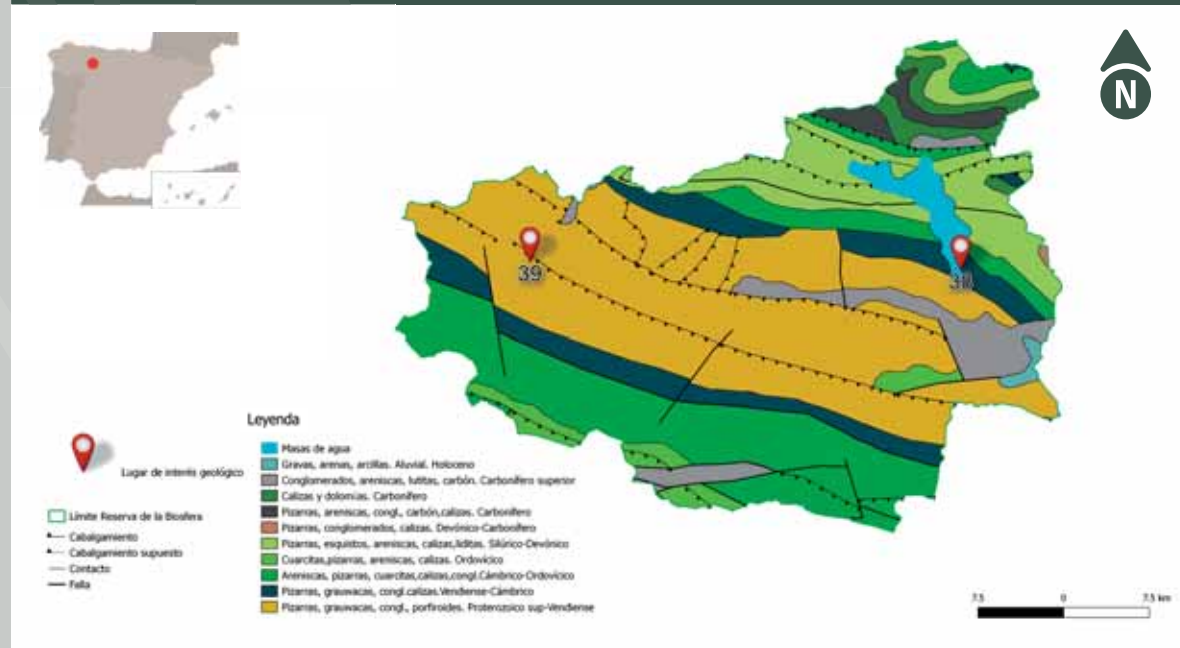 N
39
Leyenda
Masas de agua
Gravas, arenas, arcillas. Aluvial. Holoceno
Conglomerados, areniscas, lutitas, carbón. Carbonífero superior
Calizas y dolomías. Carbonífero
Pizarras, areniscas, congl., carbón,calizas. Carbonífero
Pizarras, conglomerados, calizas. Devónico-Carbonífero
Pizarras, esquistos, areniscas, calizas,liditas. Silúrico-Devónico
Cuarcitas,pizarras, areniscas, calizas. Ordovícico
Areniscas, pizarras, cuarcitas,calizas,congl.Cámbrico-Ordovícico
Pizarras, grauwacas, congl.calizas.Vendiense-Cámbrico
Pizarras, grauwacas, congl., porfiroides. Proterozoico sup-Vendiense
Lugar de interés geológico
Límite Reserva de la Biosfera
Cabalgamiento
Cabalgamiento supuesto
Contacto
Falla
7.5 0 7.5 km